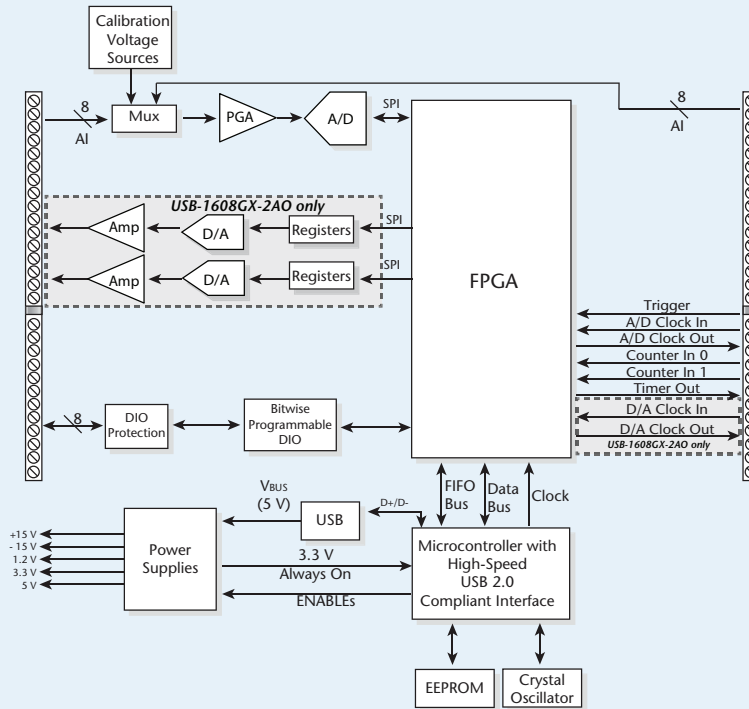 Calibration
Voltage
Sources
8
AI
Mux
PGA
A/D
SPI
8
AI
USB-1608GX-2AO only
Amp
D/A
Registers
SPI
Amp
D/A
Registers
SPI
FPGA
Trigger
A/D Clock In
A/D Clock Out
Counter In 0
Counter In 1
Timer Out
D/A Clock In
D/A Clock Out
USB-1608GX-2AO only
8
DIO
Protection
Bitwise
Programmable
DIO
FIFO
Bus
Data
Bus
Clock
VBUS
(5 V)
USB
D+/D-
+15 V
- 15 V
1.2 V
3.3 V
5 V
Power
Supplies
3.3 V
Always On
ENABLEs
Microcontroller with
High-Speed
USB 2.0
Compliant Interface
EEPROM
Crystal
Oscillator